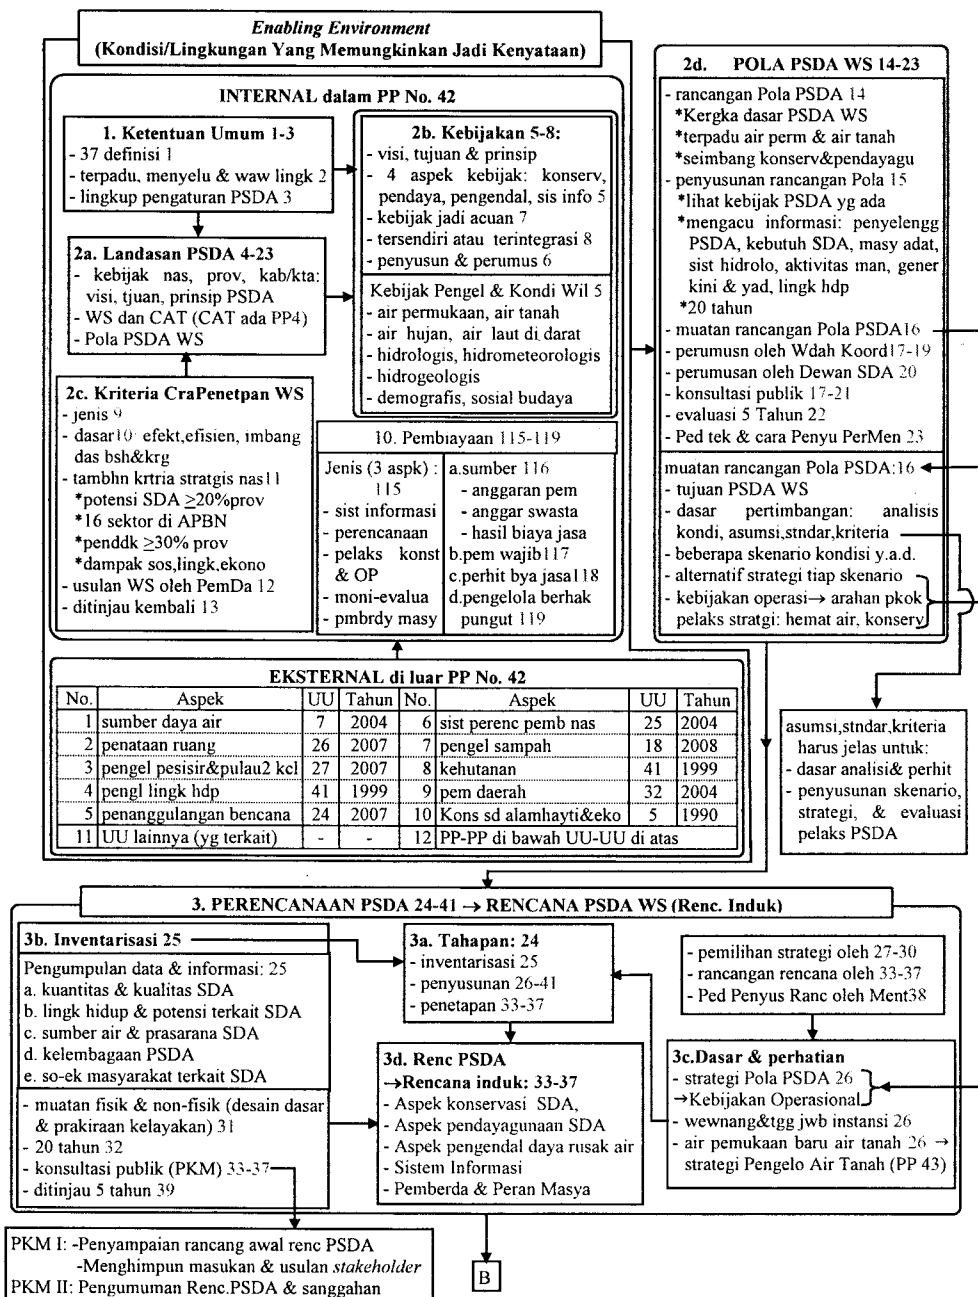 Enabling Environment
(Kondisi/Lingkungan Yang Memungkinkan Jadi Kenyataan)
INTERNAL dalam PP No. 42
1. Ketentuan Umum 1-3
- 37 definisi 1
- terpadu, menyelu & waw lingk 2
- lingkup pengaturan PSDA 3
2a. Landasan PSDA 4-23
- kebijak nas, prov, kab/kta:
visi, tjuan, prinsip PSDA
- WS dan CAT (CAT ada PP4)
- Pola PSDA WS
2c. Kriteria CraPenetpan WS
- jenis 9
- dasar10 efekt,efisien, imbang
das bsh&krg
- tambhn krtria stratgis nas11
*potensi SDA ≥20%prov
*16 sektor di APBN
*penddk ≥30% prov
*dampak sos,lingk,ekono
- usulan WS oleh PemDa 12
- ditinjau kembali 13
2b. Kebijakan 5-8:
- visi, tujuan & prinsip
- 4 aspek kebijak: konserv,
pendaya, pengendal, sis info 5
- kebijak jadi acuan 7
- tersendiri atau terintegrasi 8
- penyusun & perumus 6
Kebijak Pengel & Kondi Wil 5
- air permukaan, air tanah
- air hujan, air laut di darat
- hidrologis, hidrometeorologis
- hidrogeologis
- demografis, sosial budaya
10. Pembiayaan 115-119
Jenis (3 aspk) :
115
- sist informasi
- perencanaan
- pelaks konst
& OP
- moni-evalua
- pmbrdy masy
a.sumber 116
- anggaran pem
- anggar swasta
- hasil biaya jasa
b.pem wajib117
c.perhit bya jasa118
d.pengelola berhak
pungut 119
2d. POLA PSDA WS 14-23
- rancangan Pola PSDA 14
*Kergka dasar PSDA WS
*terpadu air perm & air tanah
*seimbang konserv&pendayagu
- penyusunan rancangan Pola 15
*lihat kebijak PSDA yg ada
*mengacu informasi: penyelengg
PSDA, kebutuh SDA, masy adat,
sist hidrolo, aktivitas man, gener
kini & yad, lingk hdp
*20 tahun
- muatan rancangan Pola PSDA16
- perumusn oleh Wdah Koord17-19
- perumusan oleh Dewan SDA 20
- konsultasi publik 17-21
- evaluasi 5 Tahun 22
- Ped tek & cara Penyu PerMen 23
muatan rancangan Pola PSDA:16
- tujuan PSDA WS
- dasar pertimbangan: analisis
kondi, asumsi,stndar,kriteria
- beberapa skenario kondisi y.a.d.
- alternatif strategi tiap skenario
- kebijakan operasi→ arahan pkok
pelaks stratgi: hemat air, konserv
EKSTERNAL di luar PP No. 42
No. Aspek UU Tahun No. Aspek UU Tahun
1 sumber daya air 7 2004 6 sist perenc pemb nas 25 2004
2 penataan ruang 26 2007 7 pengel sampah 18 2008
3 pengel pesisir&pulau2 kcl 27 2007 8 kehutanan 41 1999
4 pengl lingk hdp 41 1999 9 pem daerah 32 2004
5 penanggulangan bencana 24 2007 10 Kons sd alamhayti&eko 5 1990
11 UU lainnya (yg terkait) - - 12 PP-PP di bawah UU-UU di atas
asumsi,stndar,kriteria
harus jelas untuk:
- dasar analisi& perhit
- penyusunan skenario,
strategi, & evaluasi
pelaks PSDA
3. PERENCANAAN PSDA 24-41 → RENCANA PSDA WS (Renc. Induk)
3b. Inventarisasi 25
Pengumpulan data & informasi: 25
a. kuantitas & kualitas SDA
b. lingk hidup & potensi terkait SDA
c. sumber air & prasarana SDA
d. kelembagaan PSDA
e. so-ek masyarakat terkait SDA
- muatan fisik & non-fisik (desain dasar
& prakiraan kelayakan) 31
- 20 tahun 32
- konsultasi publik (PKM) 33-37
- ditinjau 5 tahun 39
3a. Tahapan: 24
- inventarisasi 25
- penyusunan 26-41
- penetapan 33-37
3d. Renc PSDA
→Rencana induk: 33-37
- Aspek konservasi SDA,
- Aspek pendayagunaan SDA
- Aspek pengendal daya rusak air
- Sistem Informasi
- Pemberda & Peran Masya
- pemilihan strategi oleh 27-30
- rancangan rencana oleh 33-37
- Ped Penyus Ranc oleh Ment38
3c.Dasar & perhatian
- strategi Pola PSDA 26
→Kebijakan Operasional
- wewnang&tgg jwb instansi 26
- air pemukaan baru air tanah 26 →
strategi Pengelo Air Tanah (PP 43)
PKM I: -Penyampaian rancang awal renc PSDA
-Menghimpun masukan & usulan stakeholder
PKM II: Pengumuman Renc.PSDA & sanggahan
B